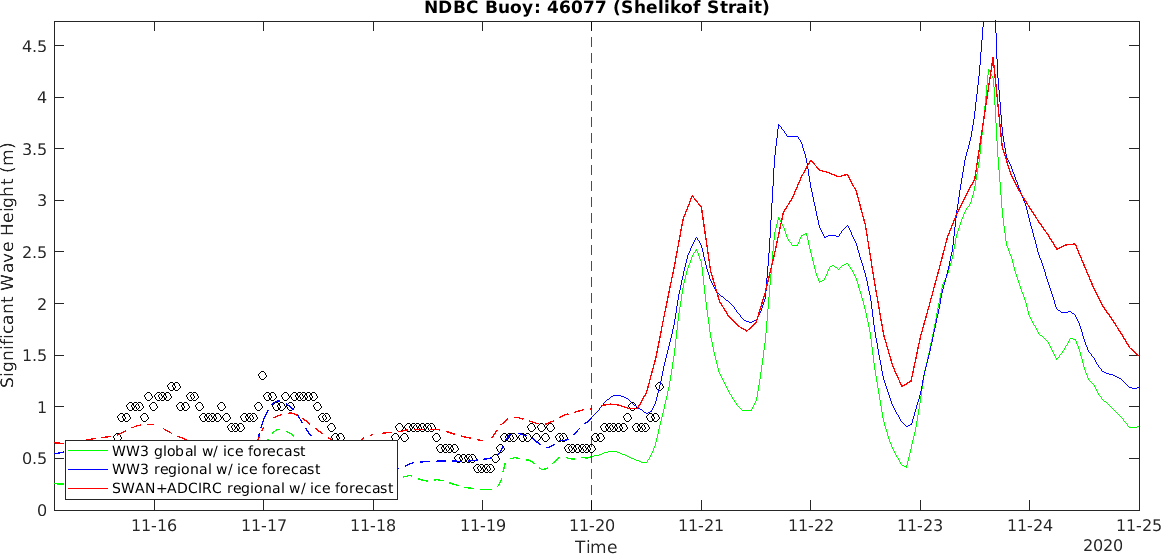 NDBC Buoy: 46077 (Shelikof Strait)
Significant Wave Height (m)
4.5
4
3.5
3
2.5
2
1.5
1
0.5
0
WW3 global w/ ice forecast
WW3 regional w/ ice forecast
SWAN+ADCIRC regional w/ ice forecast
11-16 11-17 11-18 11-19 11-20 11-21 11-22 11-23 11-24 11-25
Time
2020